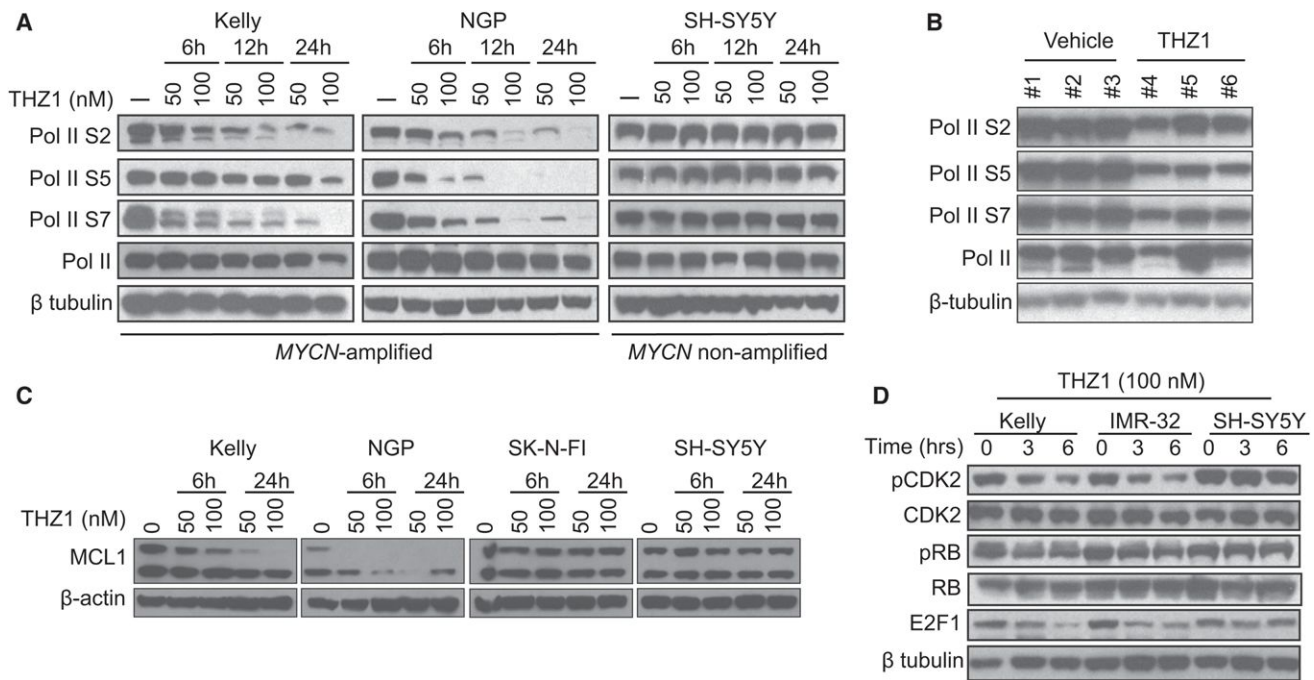 A
Kelly NGP SH-SY5Y
6h 12h 24h 6h 12h 24h 6h 12h 24h
THZ1 (nM) – 50 100 50 100 50 100 – 50 100 50 100 50 100 – 50 100 50 100 50 100
Pol II S2
Pol II S5
Pol II S7
Pol II
β tubulin
MYCN-amplified MYCN non-amplified
B
Vehicle THZ1
#1 #2 #3 #4 #5 #6
Pol II S2
Pol II S5
Pol II S7
Pol II
β-tubulin
C
Kelly NGP SK-N-FI SH-SY5Y
6h 24h 6h 24h 6h 24h 6h 24h
THZ1 (nM) 0 50 100 50 100 0 50 100 50 100 0 50 100 50 100 0 50 100 50 100
MCL1
β-actin
D
THZ1 (100 nM)
Kelly IMR-32 SH-SY5Y
Time (hrs) 0 3 6 0 3 6 0 3 6
pCDK2
CDK2
pRB
RB
E2F1
β tubulin